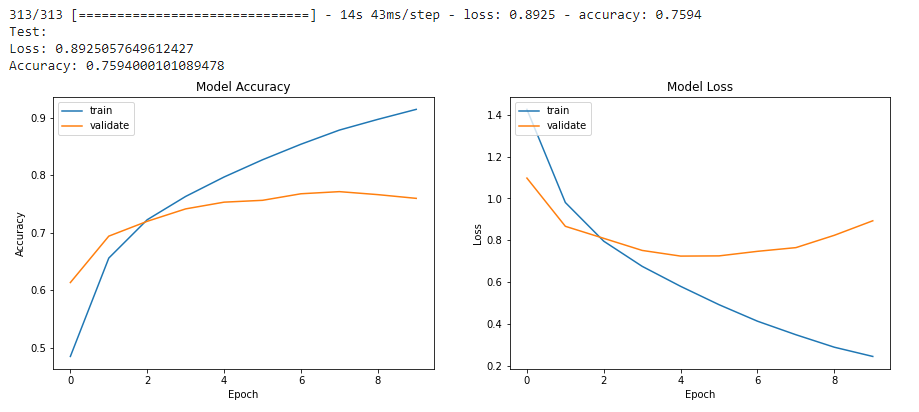 313/313 [==============================] - 14s 43ms/step - loss: 0.8925 - accuracy: 0.7594
Test:
Loss: 0.8925057649612427
Accuracy: 0.7594000101089478
Model Accuracy
train
validate
0.9
0.8
0.7
0.6
0.5
Accuracy
0 2 4 6 8
Epoch
Model Loss
train
validate
1.4
1.2
1.0
0.8
0.6
0.4
0.2
Loss
0 2 4 6 8
Epoch